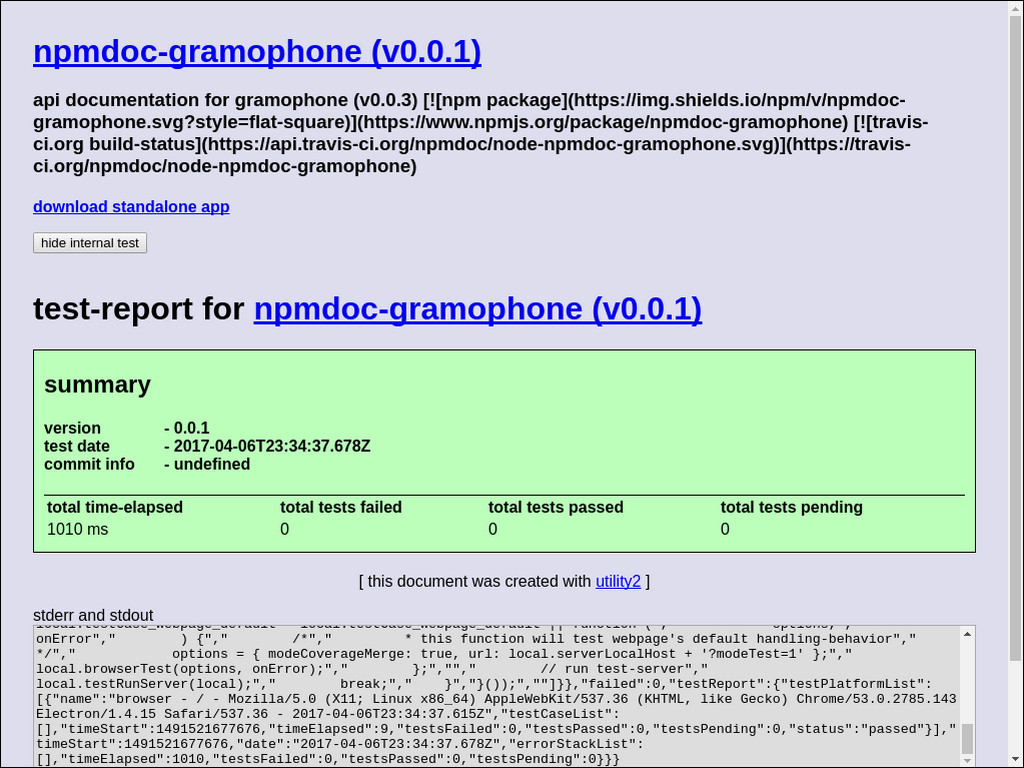 npmdoc-gramophone (v0.0.1)
api documentation for gramophone (v0.0.3) [![npm package](https://img.shields.io/npm/v/npmdoc-
gramophone.svg?style=flat-square)](https://www.npmjs.org/package/npmdoc-gramophone) [![travis-
ci.org build-status](https://api.travis-ci.org/npmdoc/node-npmdoc-gramophone.svg)](https://travis-
ci.org/npmdoc/node-npmdoc-gramophone)
download standalone app
hide internal test
test-report for npmdoc-gramophone (v0.0.1)
summary
version - 0.0.1
test date - 2017-04-06T23:34:37.678Z
commit info - undefined
total time-elapsed total tests failed total tests passed total tests pending
1010 ms 0 0 0
[ this document was created with utility2 ]
stderr and stdout
onError","        ) {","        /*","         * this function will test webpage's default handling-behavior","
*/","            options = { modeCoverageMerge: true, url: local.serverLocalHost + '?modeTest=1' };","
local.browserTest(options, onError);","        };","","        // run test-server","
local.testRunServer(local);","        break;","    }","}());",""]}},"failed":0,"testReport":{"testPlatformList":
[{"name":"browser - / - Mozilla/5.0 (X11; Linux x86_64) AppleWebKit/537.36 (KHTML, like Gecko) Chrome/53.0.2785.143
Electron/1.4.15 Safari/537.36 - 2017-04-06T23:34:37.615Z","testCaseList":
[],"timeStart":1491521677676,"timeElapsed":9,"testsFailed":0,"testsPassed":0,"testsPending":0,"status":"passed"}],"
timeStart":1491521677676,"date":"2017-04-06T23:34:37.678Z","errorStackList":
[],"timeElapsed":1010,"testsFailed":0,"testsPassed":0,"testsPending":0}}}